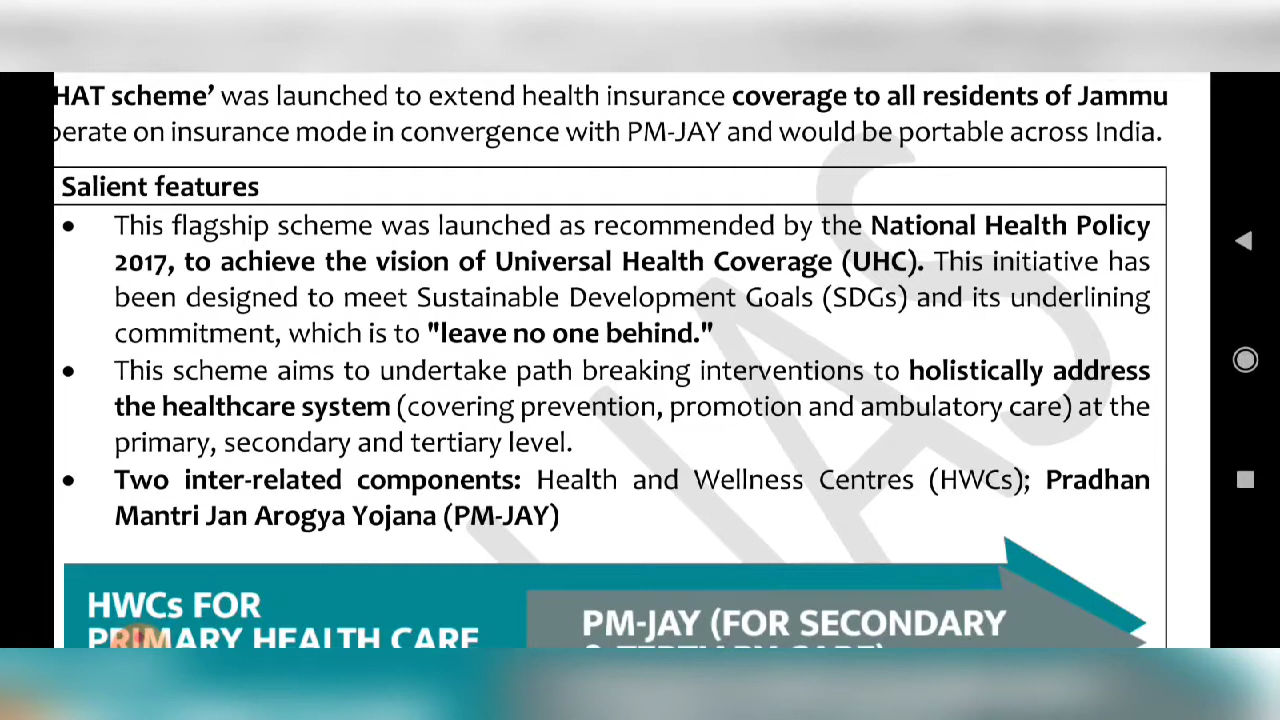 HAT scheme' was launched to extend health insurance coverage to all residents of Jammu
perate on insurance mode in convergence with PM-JAY and would be portable across India.
Salient features
• This flagship scheme was launched as recommended by the National Health Policy
2017, to achieve the vision of Universal Health Coverage (UHC). This initiative has
been designed to meet Sustainable Development Goals (SDGs) and its underlining
commitment, which is to "leave no one behind."
• This scheme aims to undertake path breaking interventions to holistically address
the healthcare system (covering prevention, promotion and ambulatory care) at the
primary, secondary and tertiary level.
• Two inter-related components: Health and Wellness Centres (HWCs); Pradhan
Mantri Jan Arogya Yojana (PM-JAY)
HWCs FOR
PRIMARY HEALTH CARE
PM-JAY (FOR SECONDARY
& TERTIARY CARE)
IAS